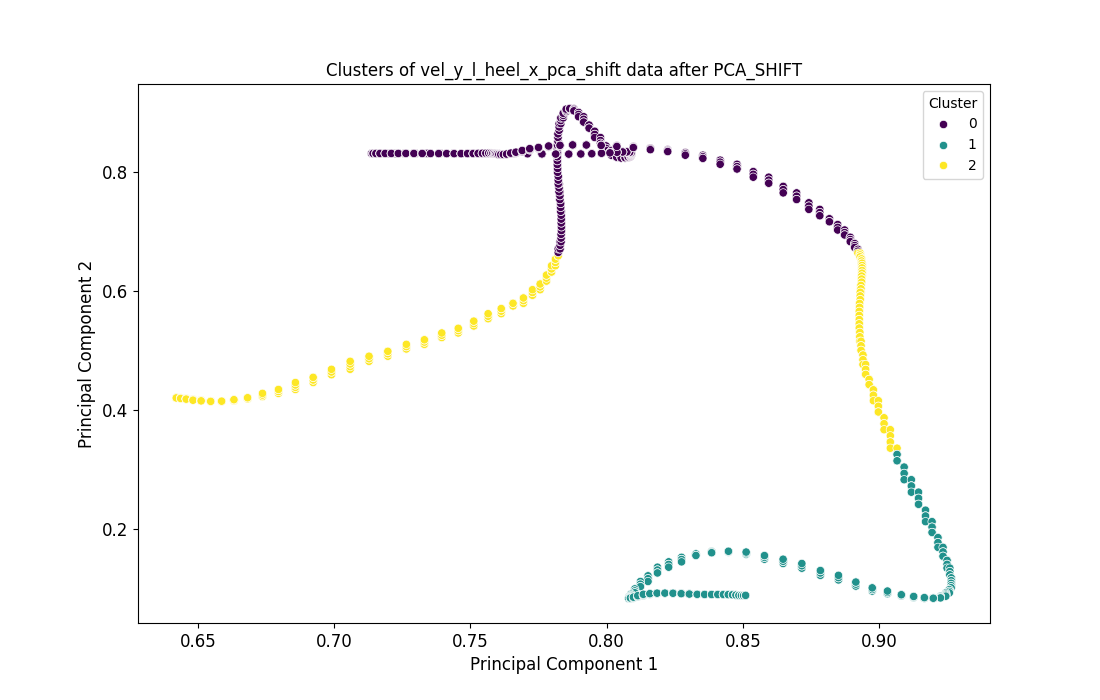 Clusters of vel_y_l_heel_x_pca_shift data after PCA_SHIFT
Cluster
0
1
2
Principal Component 2
0.8
0.6
0.4
0.2
0.65 0.70 0.75 0.80 0.85 0.90
Principal Component 1